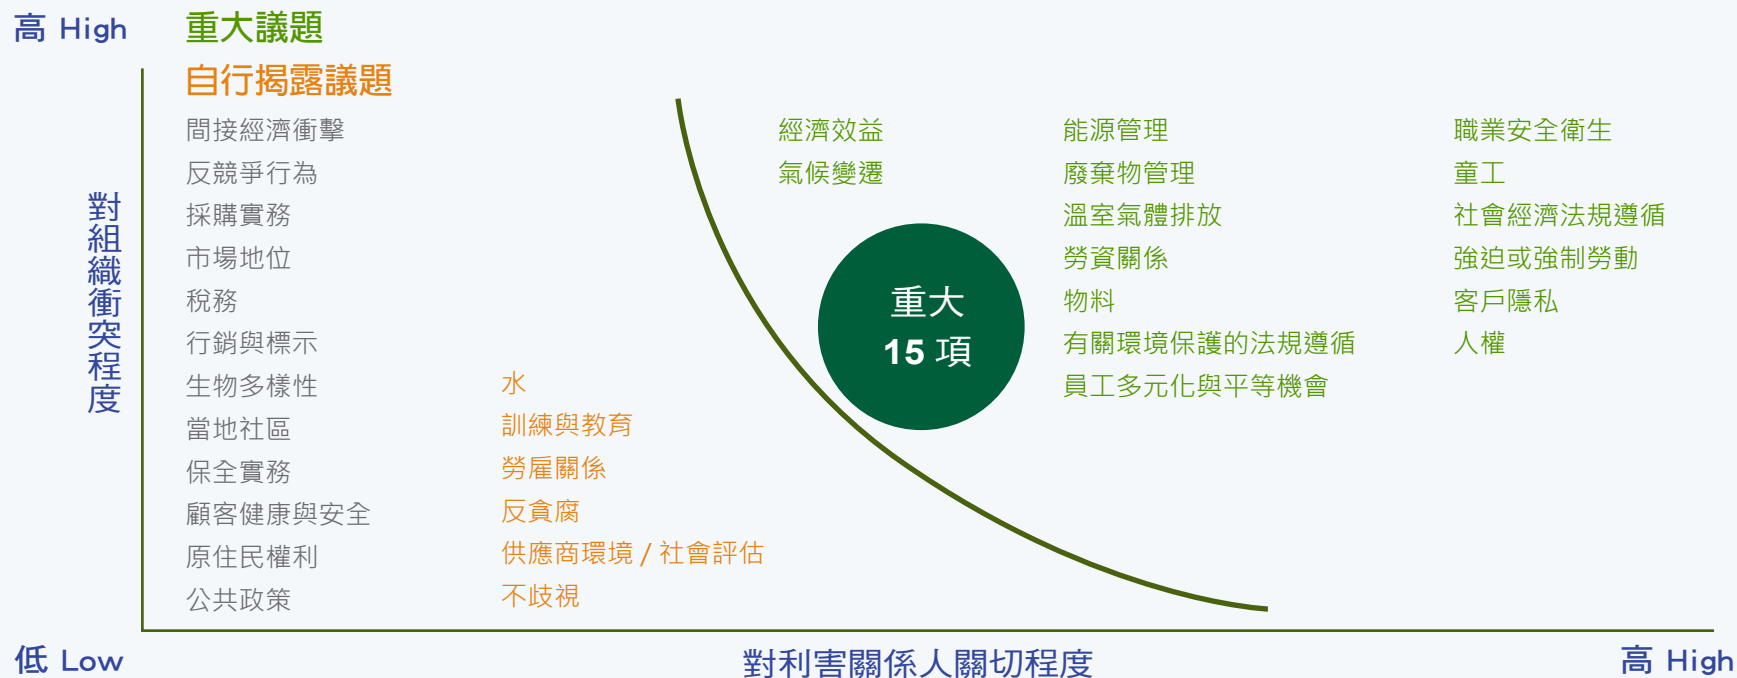 高 High
重大議題
自行揭露議題
對組織衝突程度
間接經濟衝擊
反競爭行為
採購實務
市場地位
稅務
行銷與標示
生物多樣性
當地社區
保全實務
顧客健康與安全
原住民權利
公共政策
水
訓練與教育
勞雇關係
反貪腐
供應商環境 / 社會評估
不歧視
經濟效益
氣候變遷
重大
15 項
能源管理
廢棄物管理
溫室氣體排放
勞資關係
物料
有關環境保護的法規遵循
員工多元化與平等機會
職業安全衛生
童工
社會經濟法規遵循
強迫或強制勞動
客戶隱私
人權
低 Low
對利害關係人關切程度
高 High